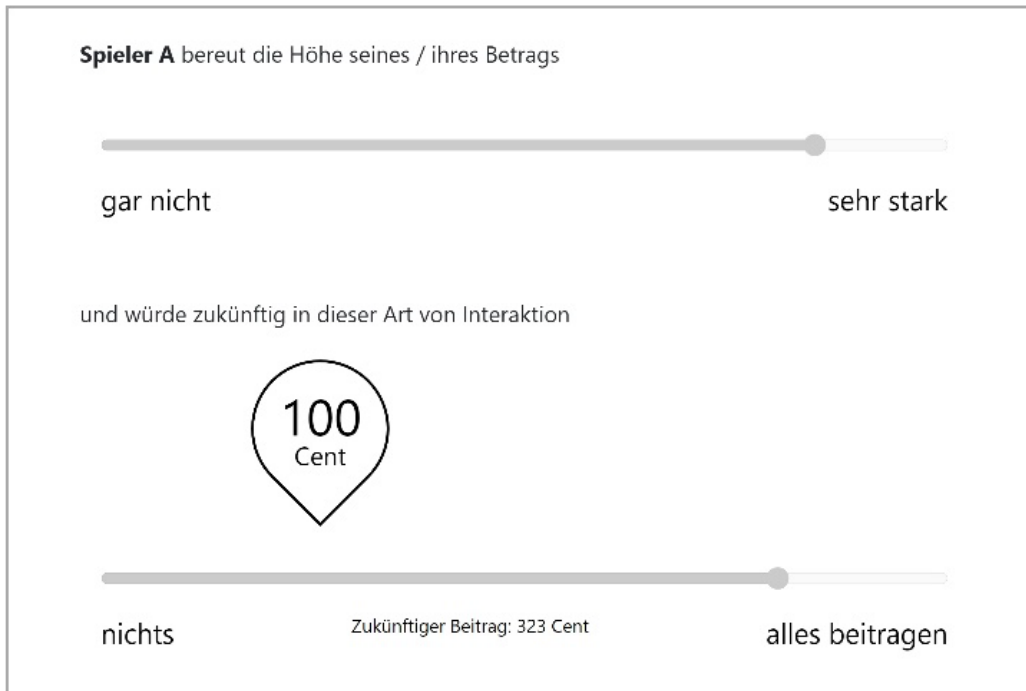 Spieler A bereut die Höhe seines / ihres Betrags
gar nicht
sehr stark
und würde zukünftig in dieser Art von Interaktion
100
Cent
nichts
Zukünftiger Beitrag: 323 Cent
alles beitragen